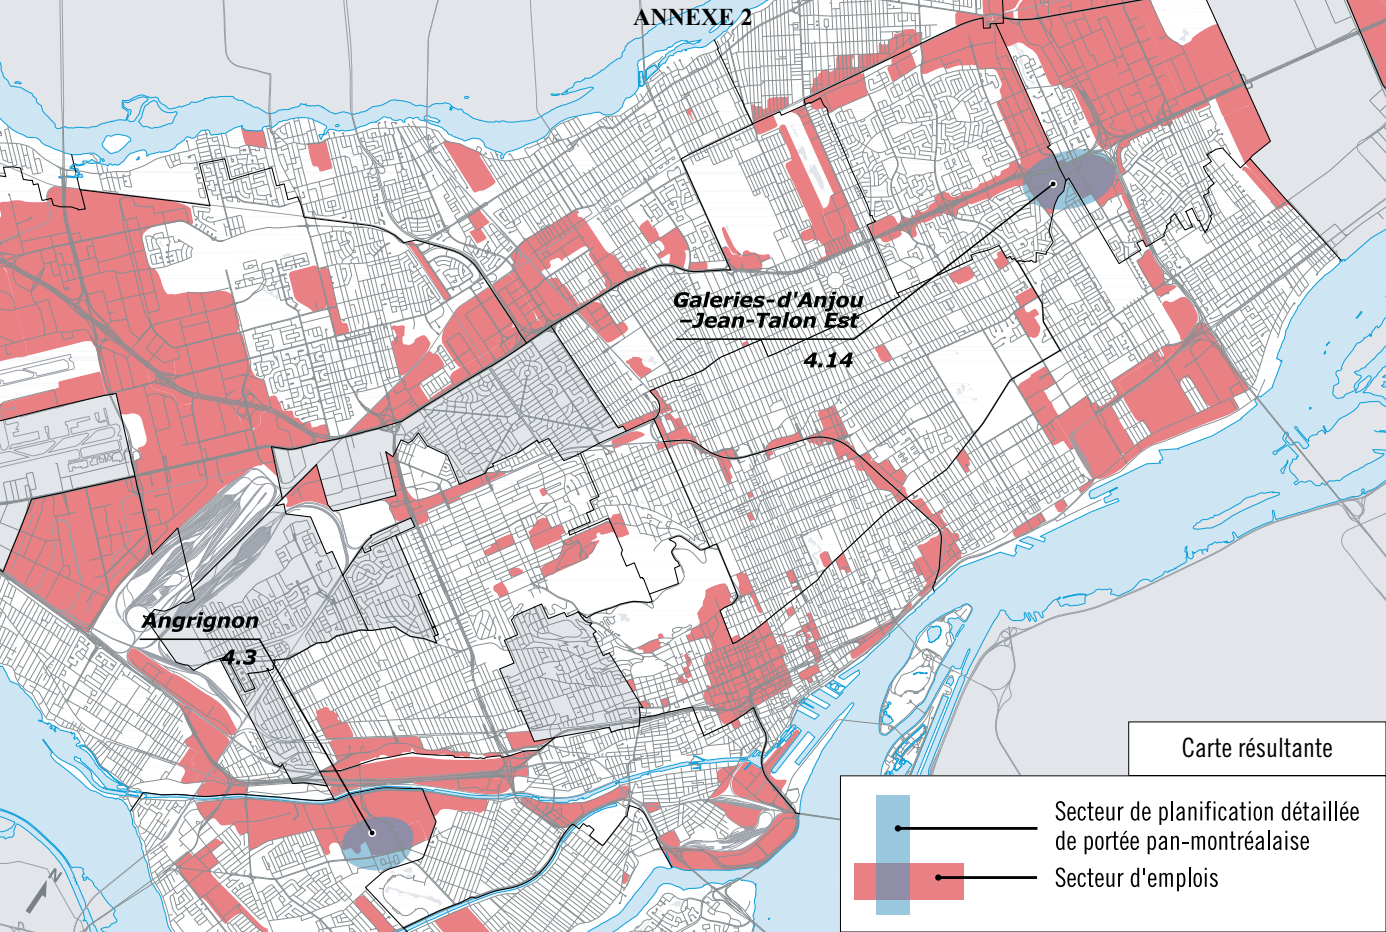 ANNEXE 2
Galeries-d'Anjou
–Jean-Talon Est
4.14
Angrignon
4.3
N
Carte résultante
Secteur de planification détaillée
de portée pan-montréalaise
Secteur d'emplois